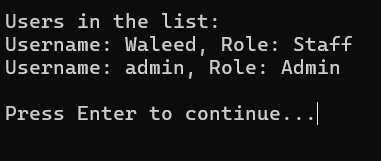 Users in the list:
Username: Waleed, Role: Staff
Username: admin, Role: Admin
Press Enter to continue...